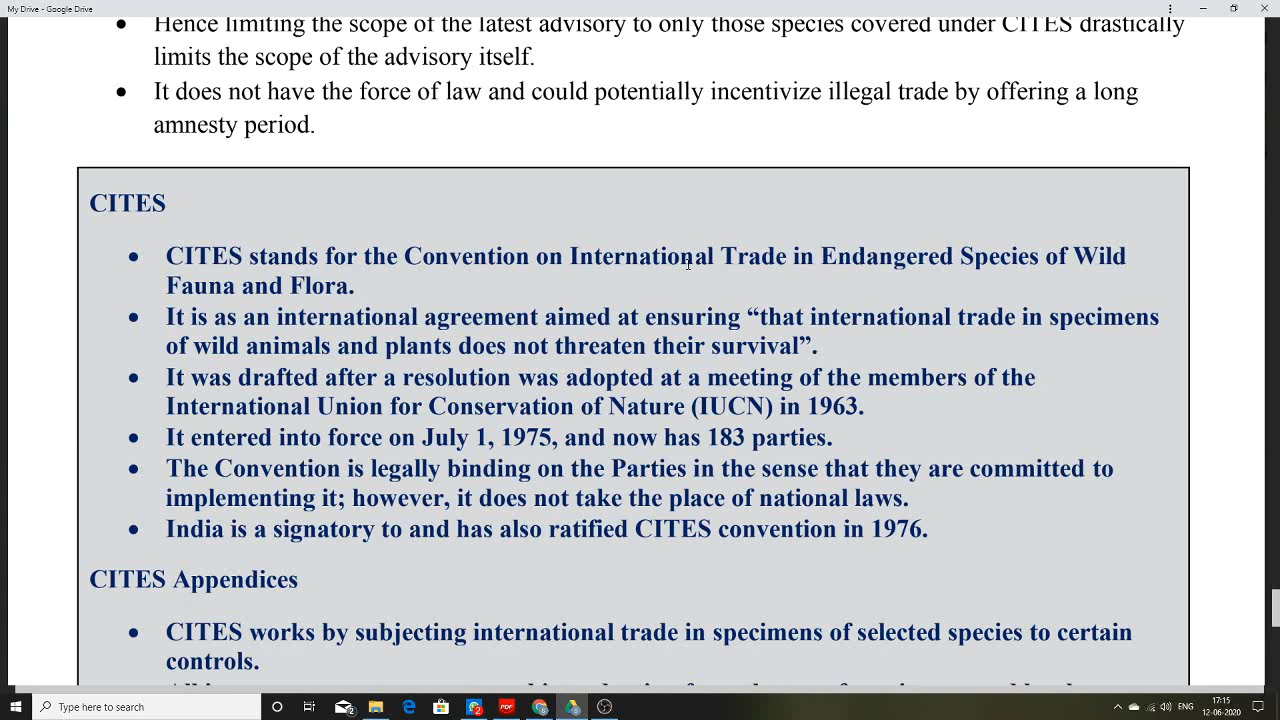 My Drive - Google Drive
• Hence limiting the scope of the latest advisory to only those species covered under CITES drastically
limits the scope of the advisory itself.
• It does not have the force of law and could potentially incentivize illegal trade by offering a long
amnesty period.
CITES
• CITES stands for the Convention on International Trade in Endangered Species of Wild
Fauna and Flora.
• It is as an international agreement aimed at ensuring “that international trade in specimens
of wild animals and plants does not threaten their survival”.
• It was drafted after a resolution was adopted at a meeting of the members of the
International Union for Conservation of Nature (IUCN) in 1963.
• It entered into force on July 1, 1975, and now has 183 parties.
• The Convention is legally binding on the Parties in the sense that they are committed to
implementing it; however, it does not take the place of national laws.
• India is a signatory to and has also ratified CITES convention in 1976.
CITES Appendices
• CITES works by subjecting international trade in specimens of selected species to certain
controls.
Type here to search
2
2
PDF
ENG
17:15
12-06-2020